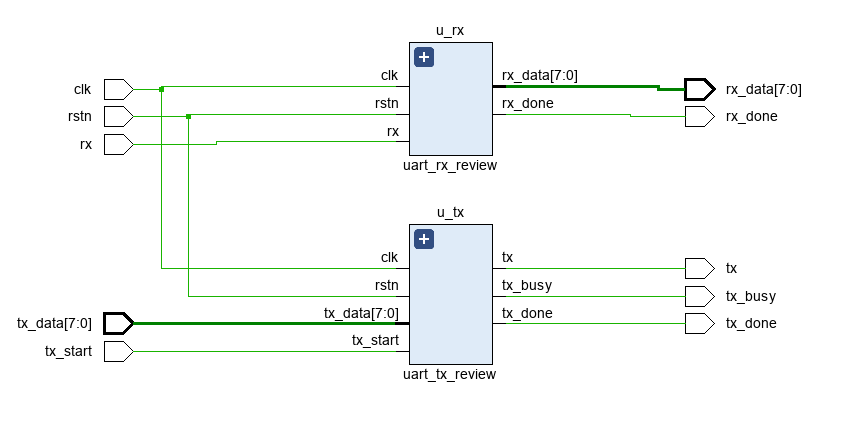 u_rx
clk clk rx_data[7:0] rx_data[7:0]
rstn rstn rx_done rx_done
rx rx
uart_rx_review
u_tx
clk tx tx
rstn tx_busy tx_busy
tx_data[7:0] tx_data[7:0] tx_done tx_done
tx_start tx_start
uart_tx_review